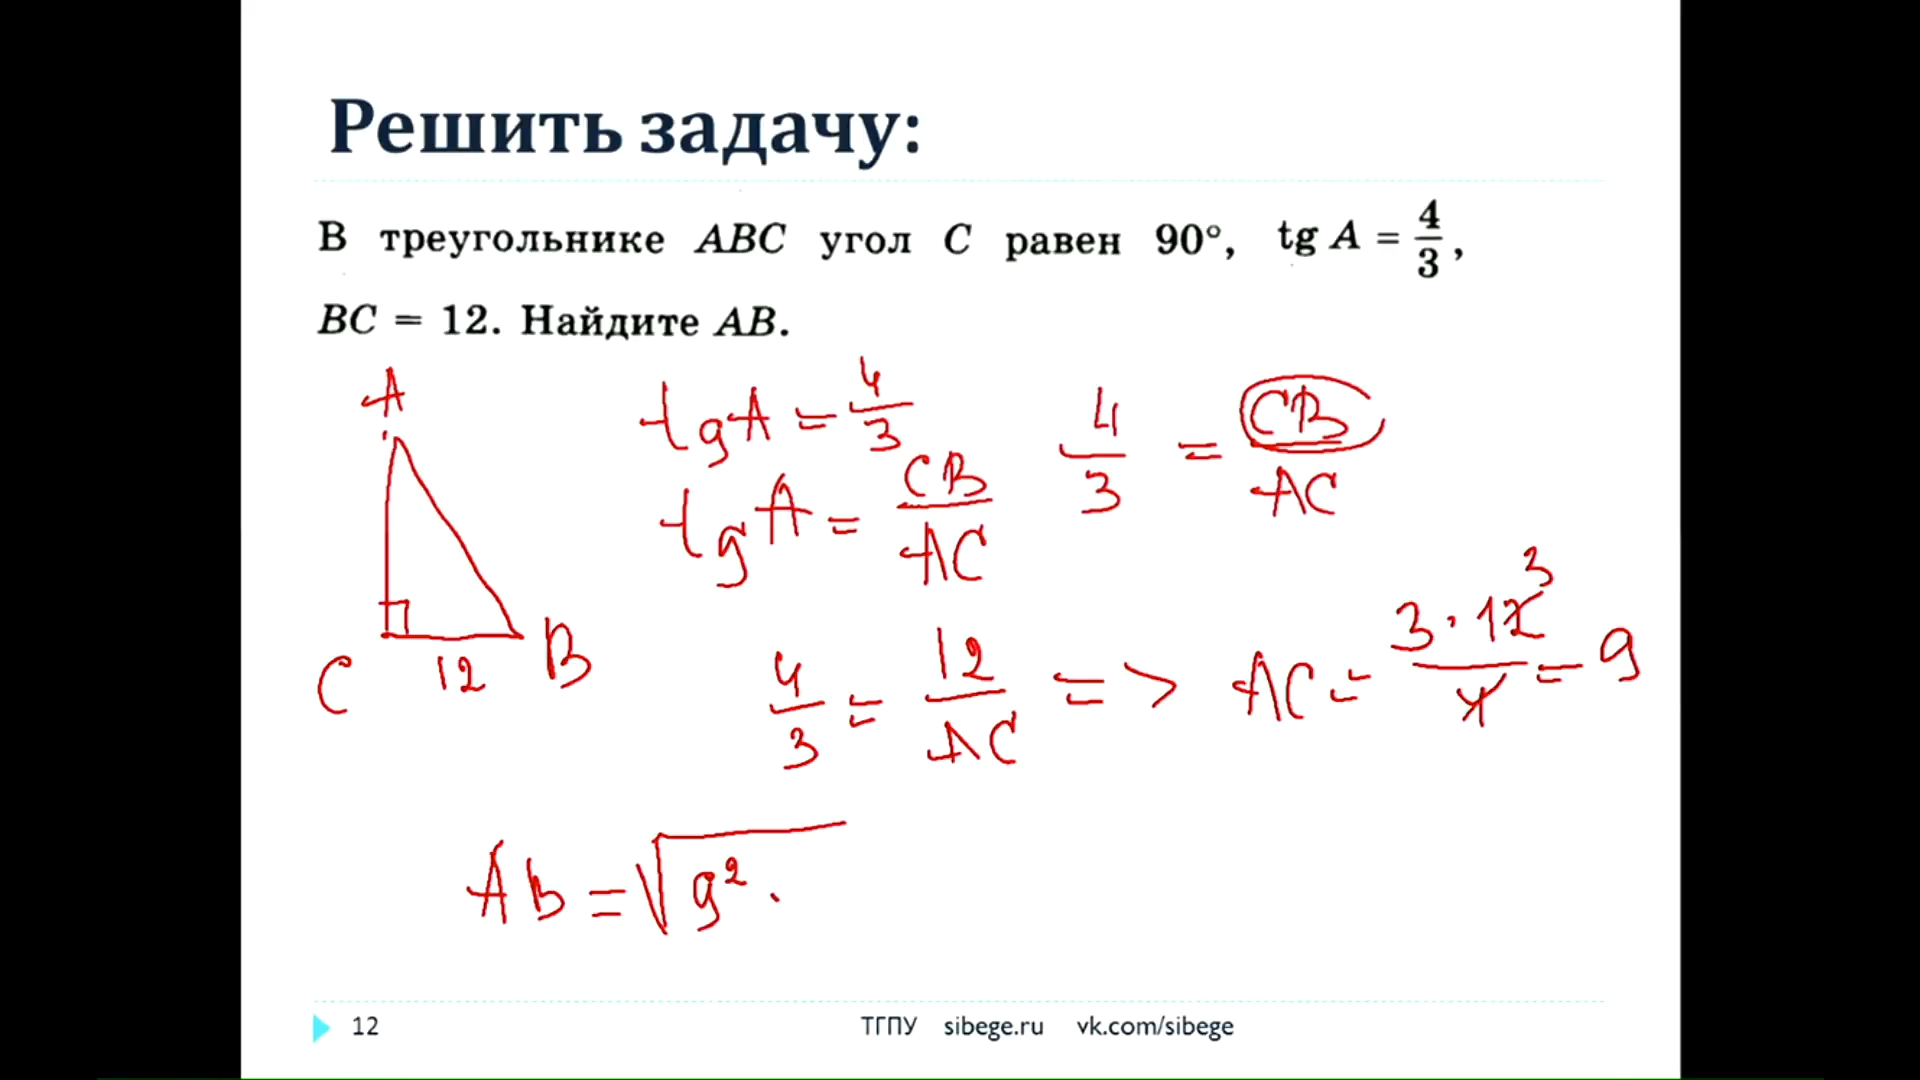 Решить задачу:
В треугольнике ABC угол C равен 90°, tg A = 4/3,
BC = 12. Найдите AB.
A
C
12
B
tgA = 4/3
tgA = CB/AC
4/3 = CB/AC
4/3 = 12/AC => AC = 3·12/4 = 9
3
AB = √9² ·
12
ТГПУ sibege.ru vk.com/sibege